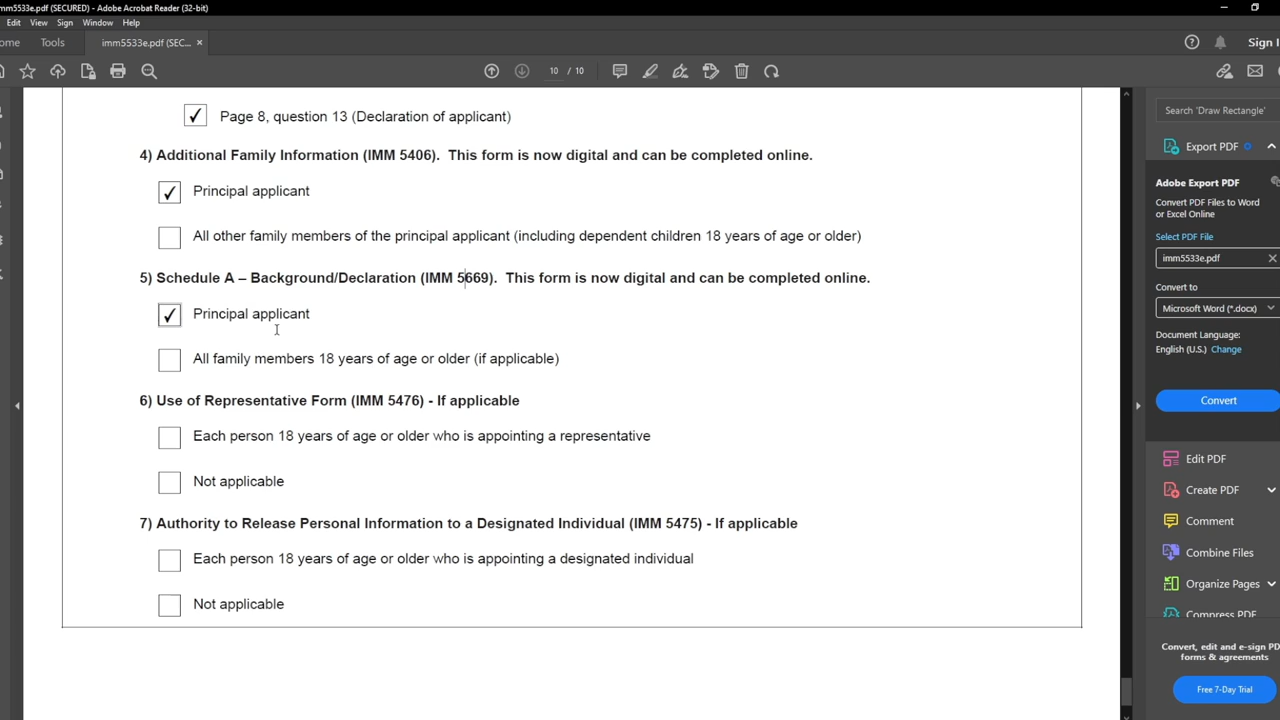 imm5533e.pdf (SECURED) - Adobe Acrobat Reader (32-bit)
Edit View Sign Window Help
ome Tools imm5533e.pdf (SEC... × Sign I
10 / 10
Page 8, question 13 (Declaration of applicant)
4) Additional Family Information (IMM 5406). This form is now digital and can be completed online.
Principal applicant
All other family members of the principal applicant (including dependent children 18 years of age or older)
5) Schedule A – Background/Declaration (IMM 5669). This form is now digital and can be completed online.
Principal applicant
All family members 18 years of age or older (if applicable)
6) Use of Representative Form (IMM 5476) - If applicable
Each person 18 years of age or older who is appointing a representative
Not applicable
7) Authority to Release Personal Information to a Designated Individual (IMM 5475) - If applicable
Each person 18 years of age or older who is appointing a designated individual
Not applicable
Search 'Draw Rectangle'
Export PDF
Adobe Export PDF
Convert PDF Files to Word
or Excel Online
Select PDF File
imm5533e.pdf
Convert to
Microsoft Word (*.docx)
Document Language:
English (U.S.) Change
Convert
Edit PDF
Create PDF
Comment
Combine Files
Organize Pages
Compress PDF
Convert, edit and e-sign PD
forms & agreements
Free 7-Day Trial